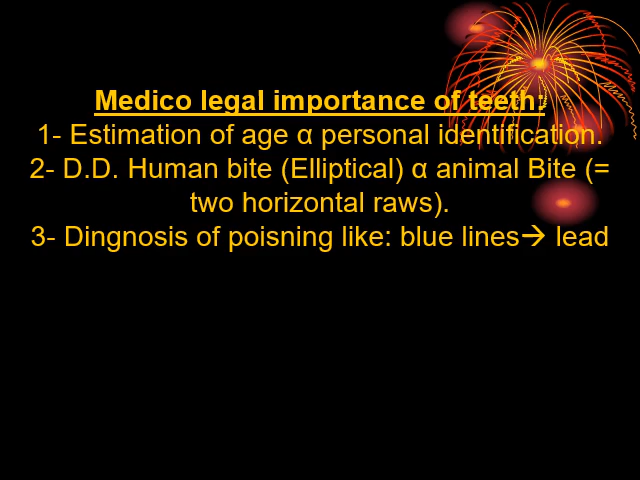 Medico legal importance of teeth:
1- Estimation of age α personal identification.
2- D.D. Human bite (Elliptical) α animal Bite (=
two horizontal raws).
3- Dingnosis of poisning like: blue lines→ lead